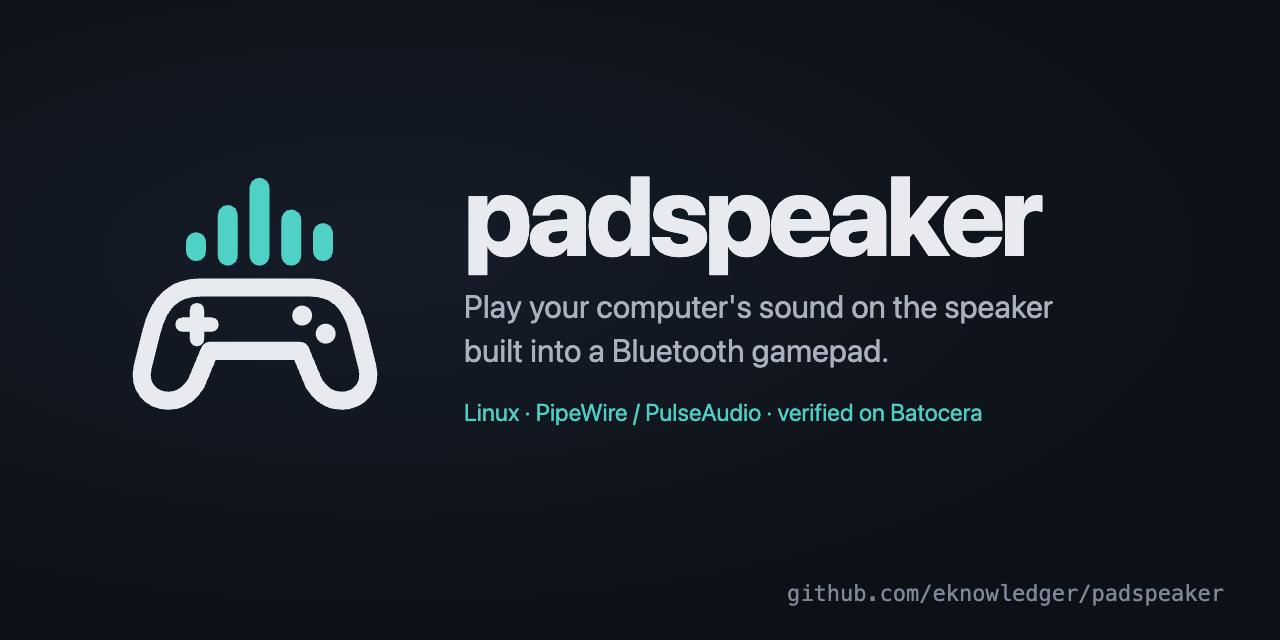 padspeaker
Play your computer's sound on the speaker
built into a Bluetooth gamepad.
Linux · PipeWire / PulseAudio · verified on Batocera
github.com/eknowledger/padspeaker